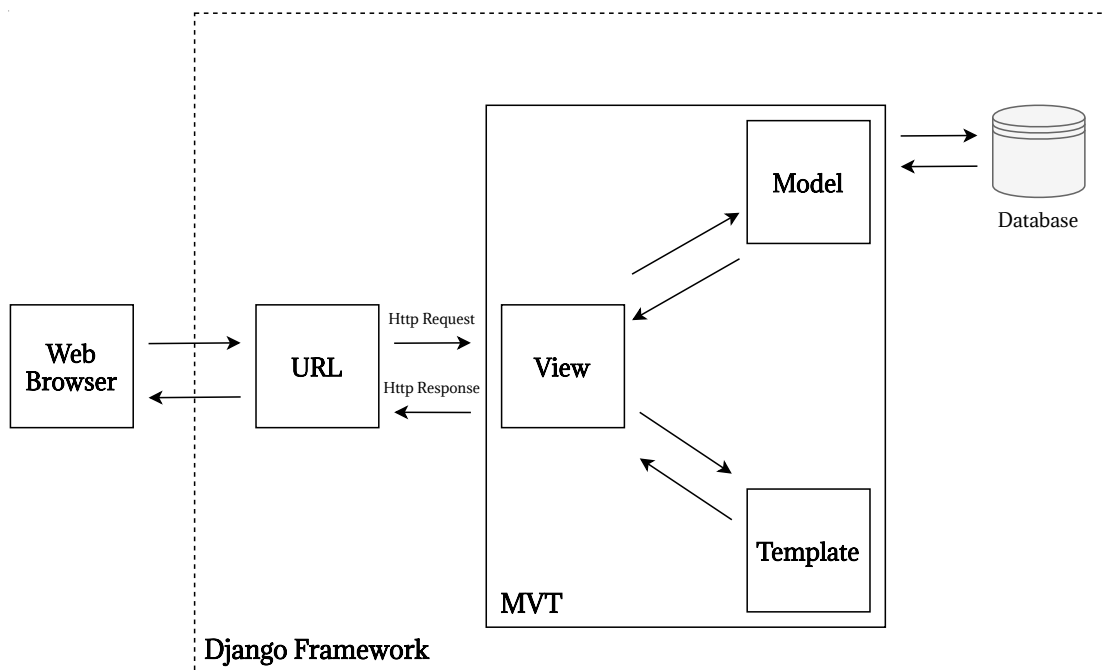 Model
Database
Http Request
Web
Browser
URL
View
Http Response
Template
MVT
Django Framework